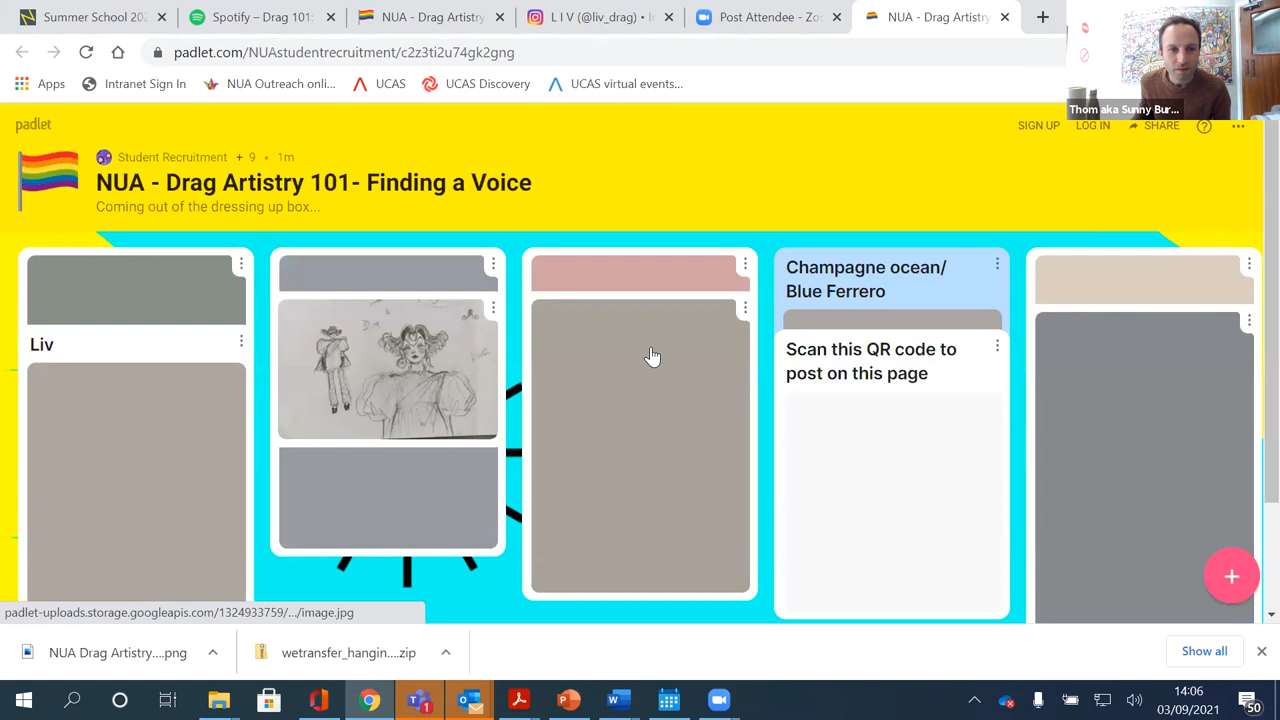 Summer School 202
Spotify – Drag 101:
NUA - Drag Artistry
L I V (@liv_drag) • I
Post Attendee - Zoo
NUA - Drag Artistry
padlet.com/NUAstudentrecruitment/c2z3ti2u74gk2gng
Apps
Intranet Sign In
NUA Outreach onli...
UCAS
UCAS Discovery
UCAS virtual events...
Thom aka Sunny Bur...
padlet
SIGN UP
LOG IN
SHARE
Student Recruitment + 9 • 1m
NUA - Drag Artistry 101- Finding a Voice
Coming out of the dressing up box...
Liv
Champagne ocean/
Blue Ferrero
Scan this QR code to
post on this page
padlet-uploads.storage.googleapis.com/1324933759/.../image.jpg
NUA Drag Artistry....png
wetransfer_hangin....zip
Show all
1
14:06
03/09/2021
50